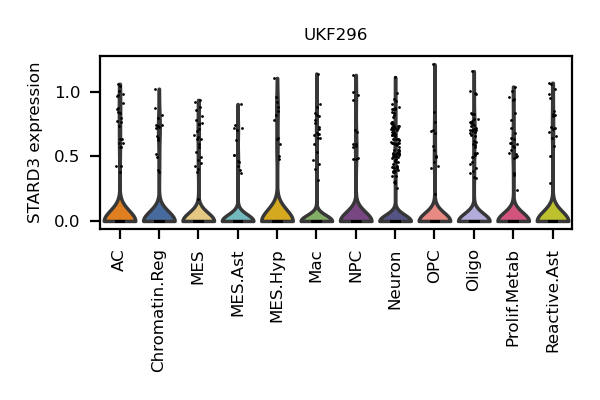 UKF296
STARD3 expression
1.0
0.5
0.0
AC
Chromatin.Reg
MES
MES.Ast
MES.Hyp
Mac
NPC
Neuron
OPC
Oligo
Prolif.Metab
Reactive.Ast